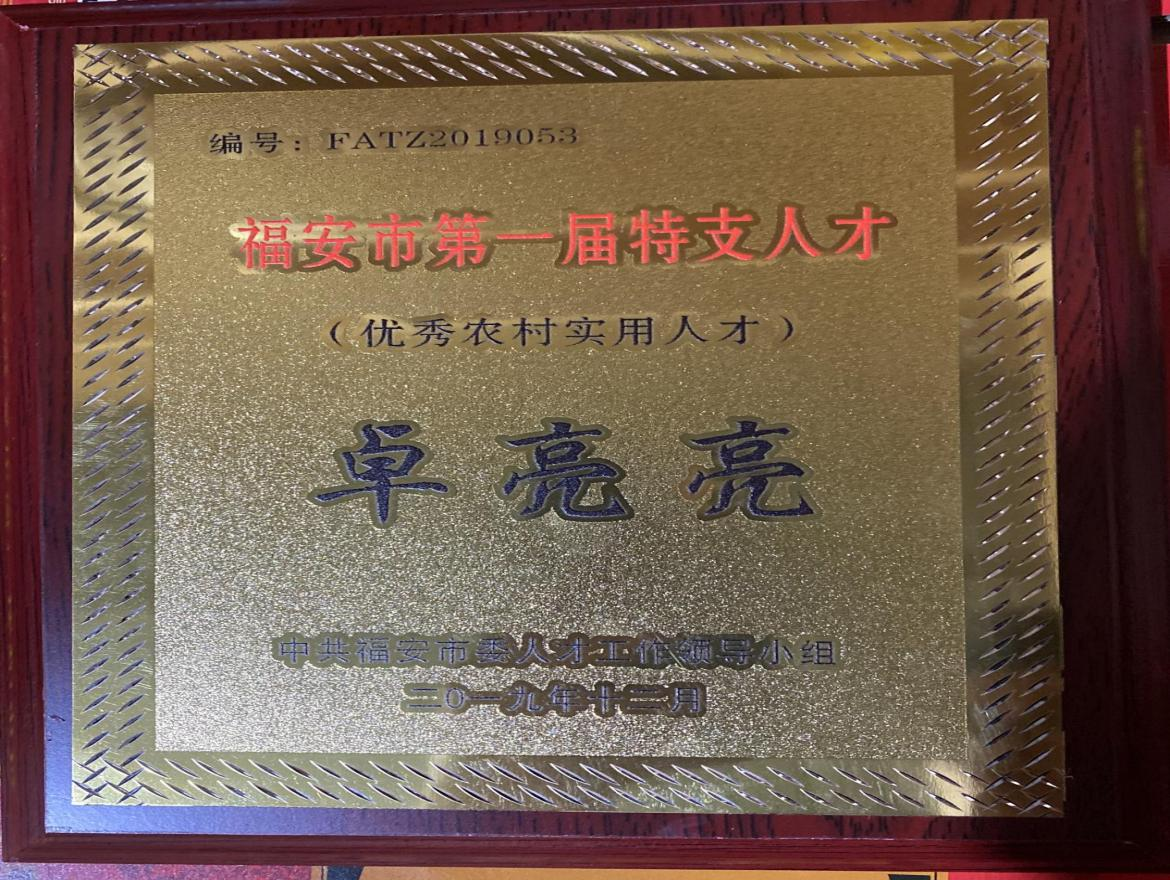 编号：FATZ2019053
福安市第一届特支人才
（优秀农村实用人才）
卓亮亮
中共福安市委人才工作领导小组
二0一九年十二月